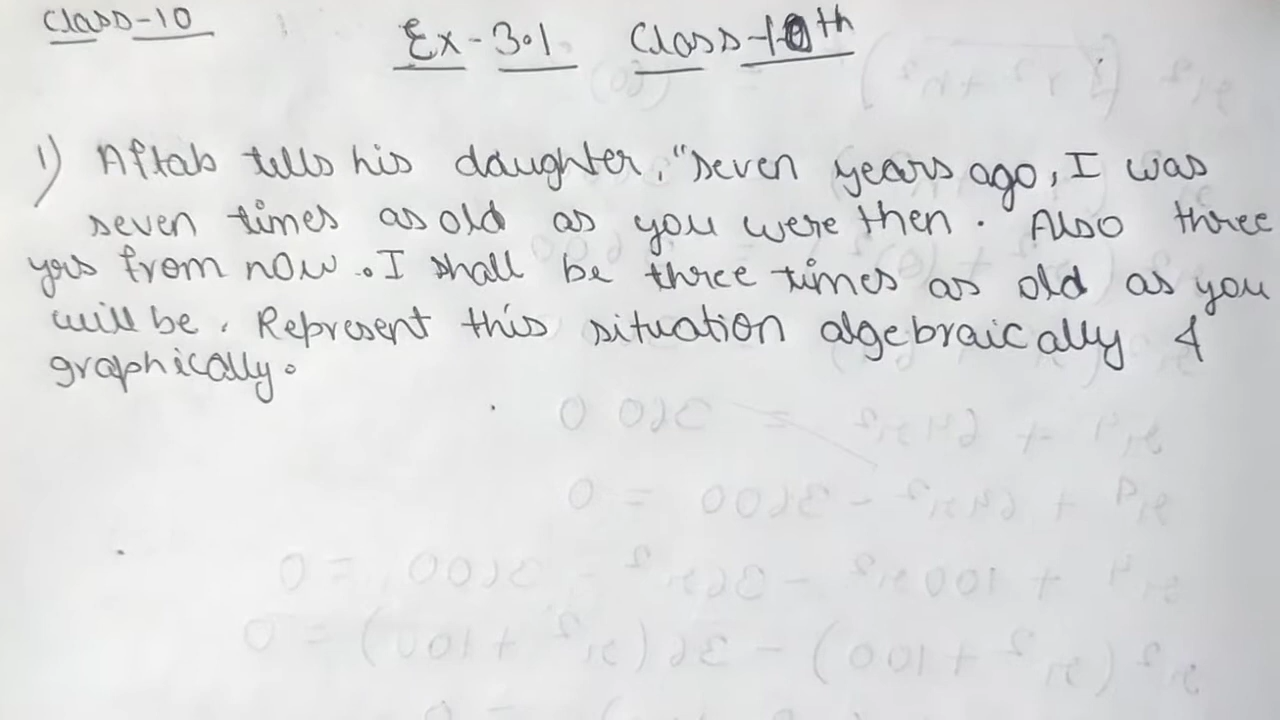 Class-10
Ex-3.1 Class-10th
1) Aftab tells his daughter, "seven years ago, I was
seven times as old as you were then. Also three
yers from now. I shall be three times as old as you
will be. Represent this situation algebraically &
graphically.